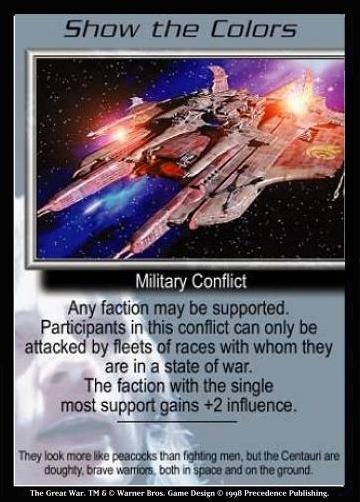 Show the Colors
Military Conflict
Any faction may be supported.
Participants in this conflict can only be
attacked by fleets of races with whom they
are in a state of war.
The faction with the single
most support gains +2 influence.
They look more like peacocks than fighting men, but the Centauri are
doughty, brave warriors, both in space and on the ground.
The Great War. TM & © Warner Bros. Game Design © 1998 Precedence Publishing.